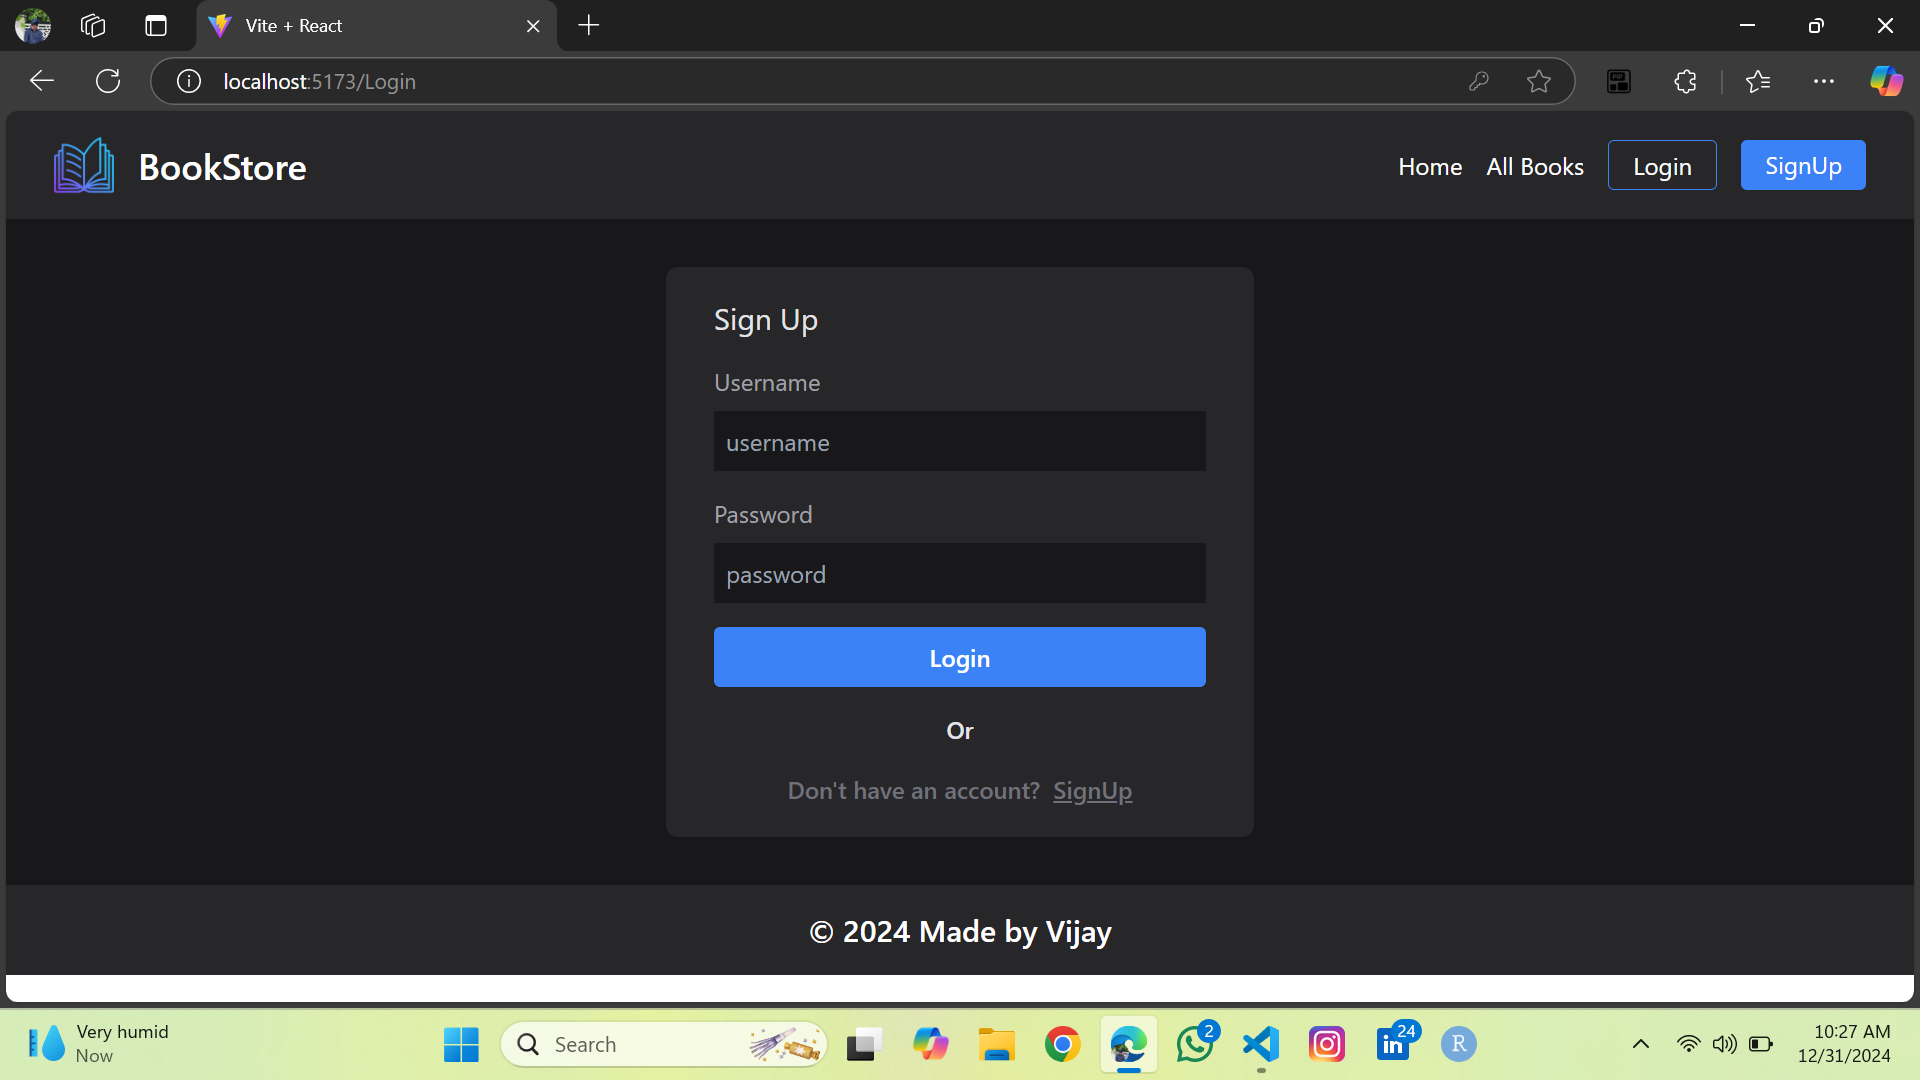 Vite + React
localhost:5173/Login
BookStore
Home All Books Login SignUp
Sign Up
Username
username
Password
password
Login
Or
Don't have an account? SignUp
© 2024 Made by Vijay
Very humid
Now
Search
2
24
R
10:27 AM
12/31/2024